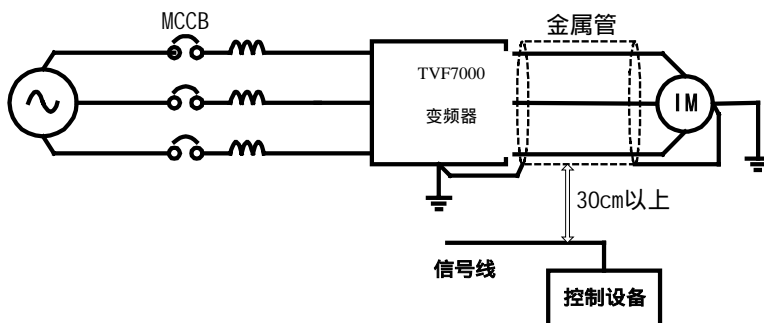 MCCB
金属管
TVF7000
变频器
IM
30cm以上
信号线
控制设备